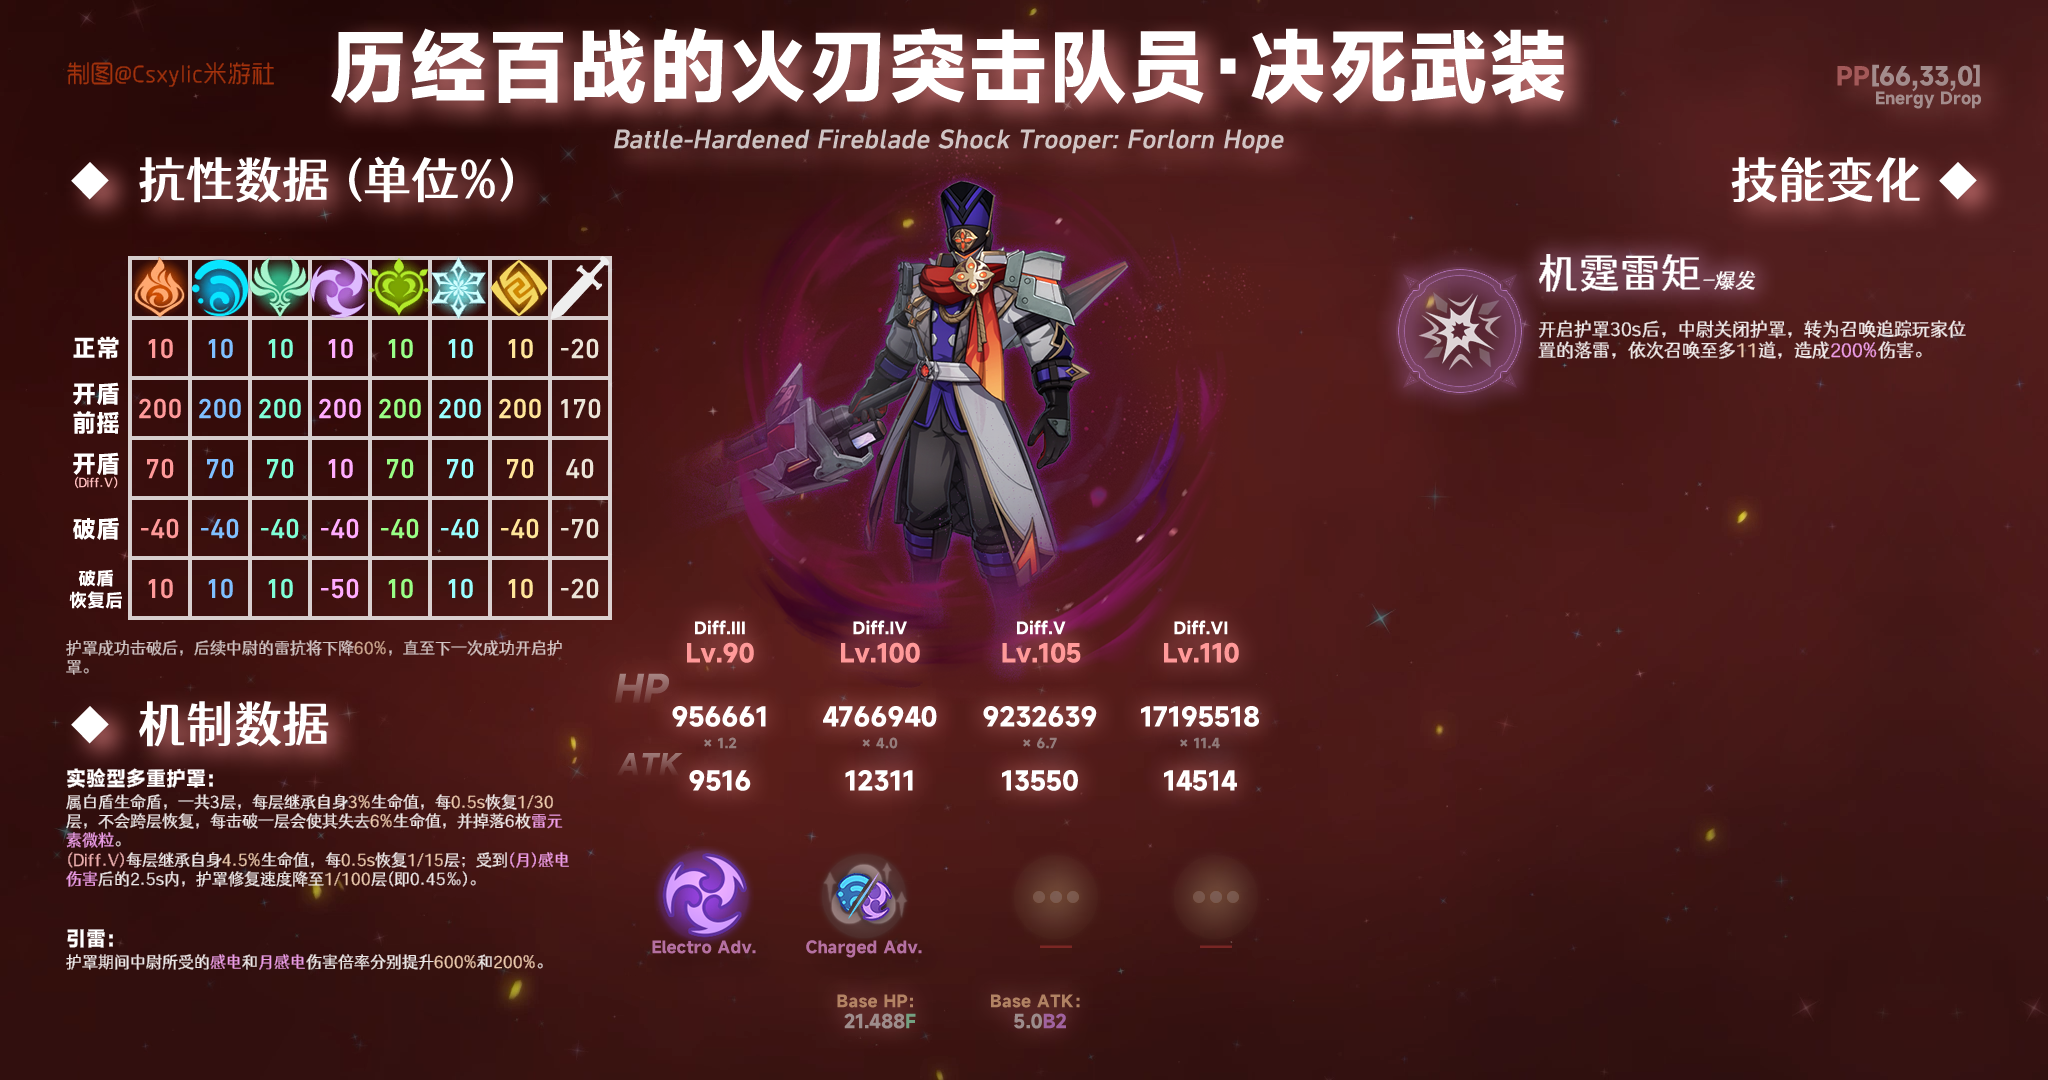 制图@Csxylic米游社
历经百战的火刃突击队员·决死武装
PP[66,33,0]
Energy Drop
Battle-Hardened Fireblade Shock Trooper: Forlorn Hope
抗性数据 (单位%)
正常 10 10 10 10 10 10 10 -20
开盾前摇 200 200 200 200 200 200 200 170
开盾(Diff.V) 70 70 70 10 70 70 70 40
破盾 -40 -40 -40 -40 -40 -40 -40 -70
破盾恢复后 10 10 10 -50 10 10 10 -20
护罩成功击破后，后续中尉的雷抗将下降60%，直至下一次成功开启护
罩。
机制数据
实验型多重护罩：
属白盾生命盾，一共3层，每层继承自身3%生命值，每0.5s恢复1/30
层，不会跨层恢复，每击破一层会使其失去6%生命值，并掉落6枚雷元
素微粒。
(Diff.V)每层继承自身4.5%生命值，每0.5s恢复1/15层；受到(月)感电
伤害后的2.5s内，护罩修复速度降至1/100层(即0.45‰)。
引雷：
护罩期间中尉所受的感电和月感电伤害倍率分别提升600%和200%。
Diff.III Diff.IV Diff.V Diff.VI
Lv.90 Lv.100 Lv.105 Lv.110
HP
956661 4766940 9232639 17195518
× 1.2 × 4.0 × 6.7 × 11.4
ATK
9516 12311 13550 14514
Electro Adv. Charged Adv.
Base HP: Base ATK:
21.488F 5.0B2
技能变化
机霆雷矩-爆发
开启护罩30s后，中尉关闭护罩，转为召唤追踪玩家位
置的落雷，依次召唤至多11道，造成200%伤害。